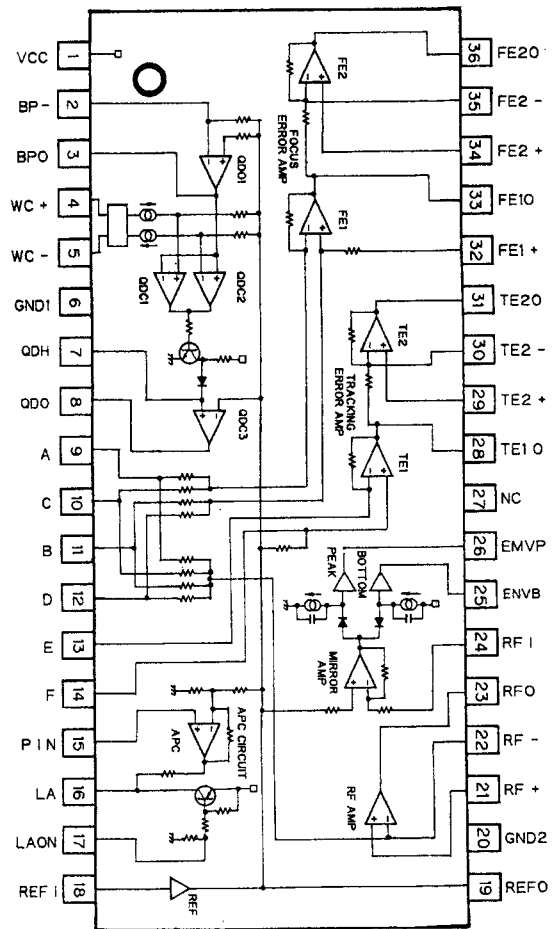 VCC 1
BP- 2
BPO 3
WC + 4
WC - 5
GND1 6
QDH 7
QDO 8
A 9
C 10
B 11
D 12
E 13
F 14
PIN 15
LA 16
LAON 17
REF I 18
36 FE2O
35 FE2 -
34 FE2 +
33 FE1O
32 FE1 +
31 TE2O
30 TE2 -
29 TE2 +
28 TE1O
27 NC
26 EMVP
25 ENVB
24 RF I
23 RFO
22 RF -
21 RF +
20 GND2
19 REFO
QDO1
QDC1
QDC2
QDC3
FE2
FOCUS
ERROR AMP
FE1
TE2
TRACKING
ERROR AMP
TE1
PEAK
BOTTOM
MIRROR
AMP
APC
APC CIRCUIT
RF AMP
REF